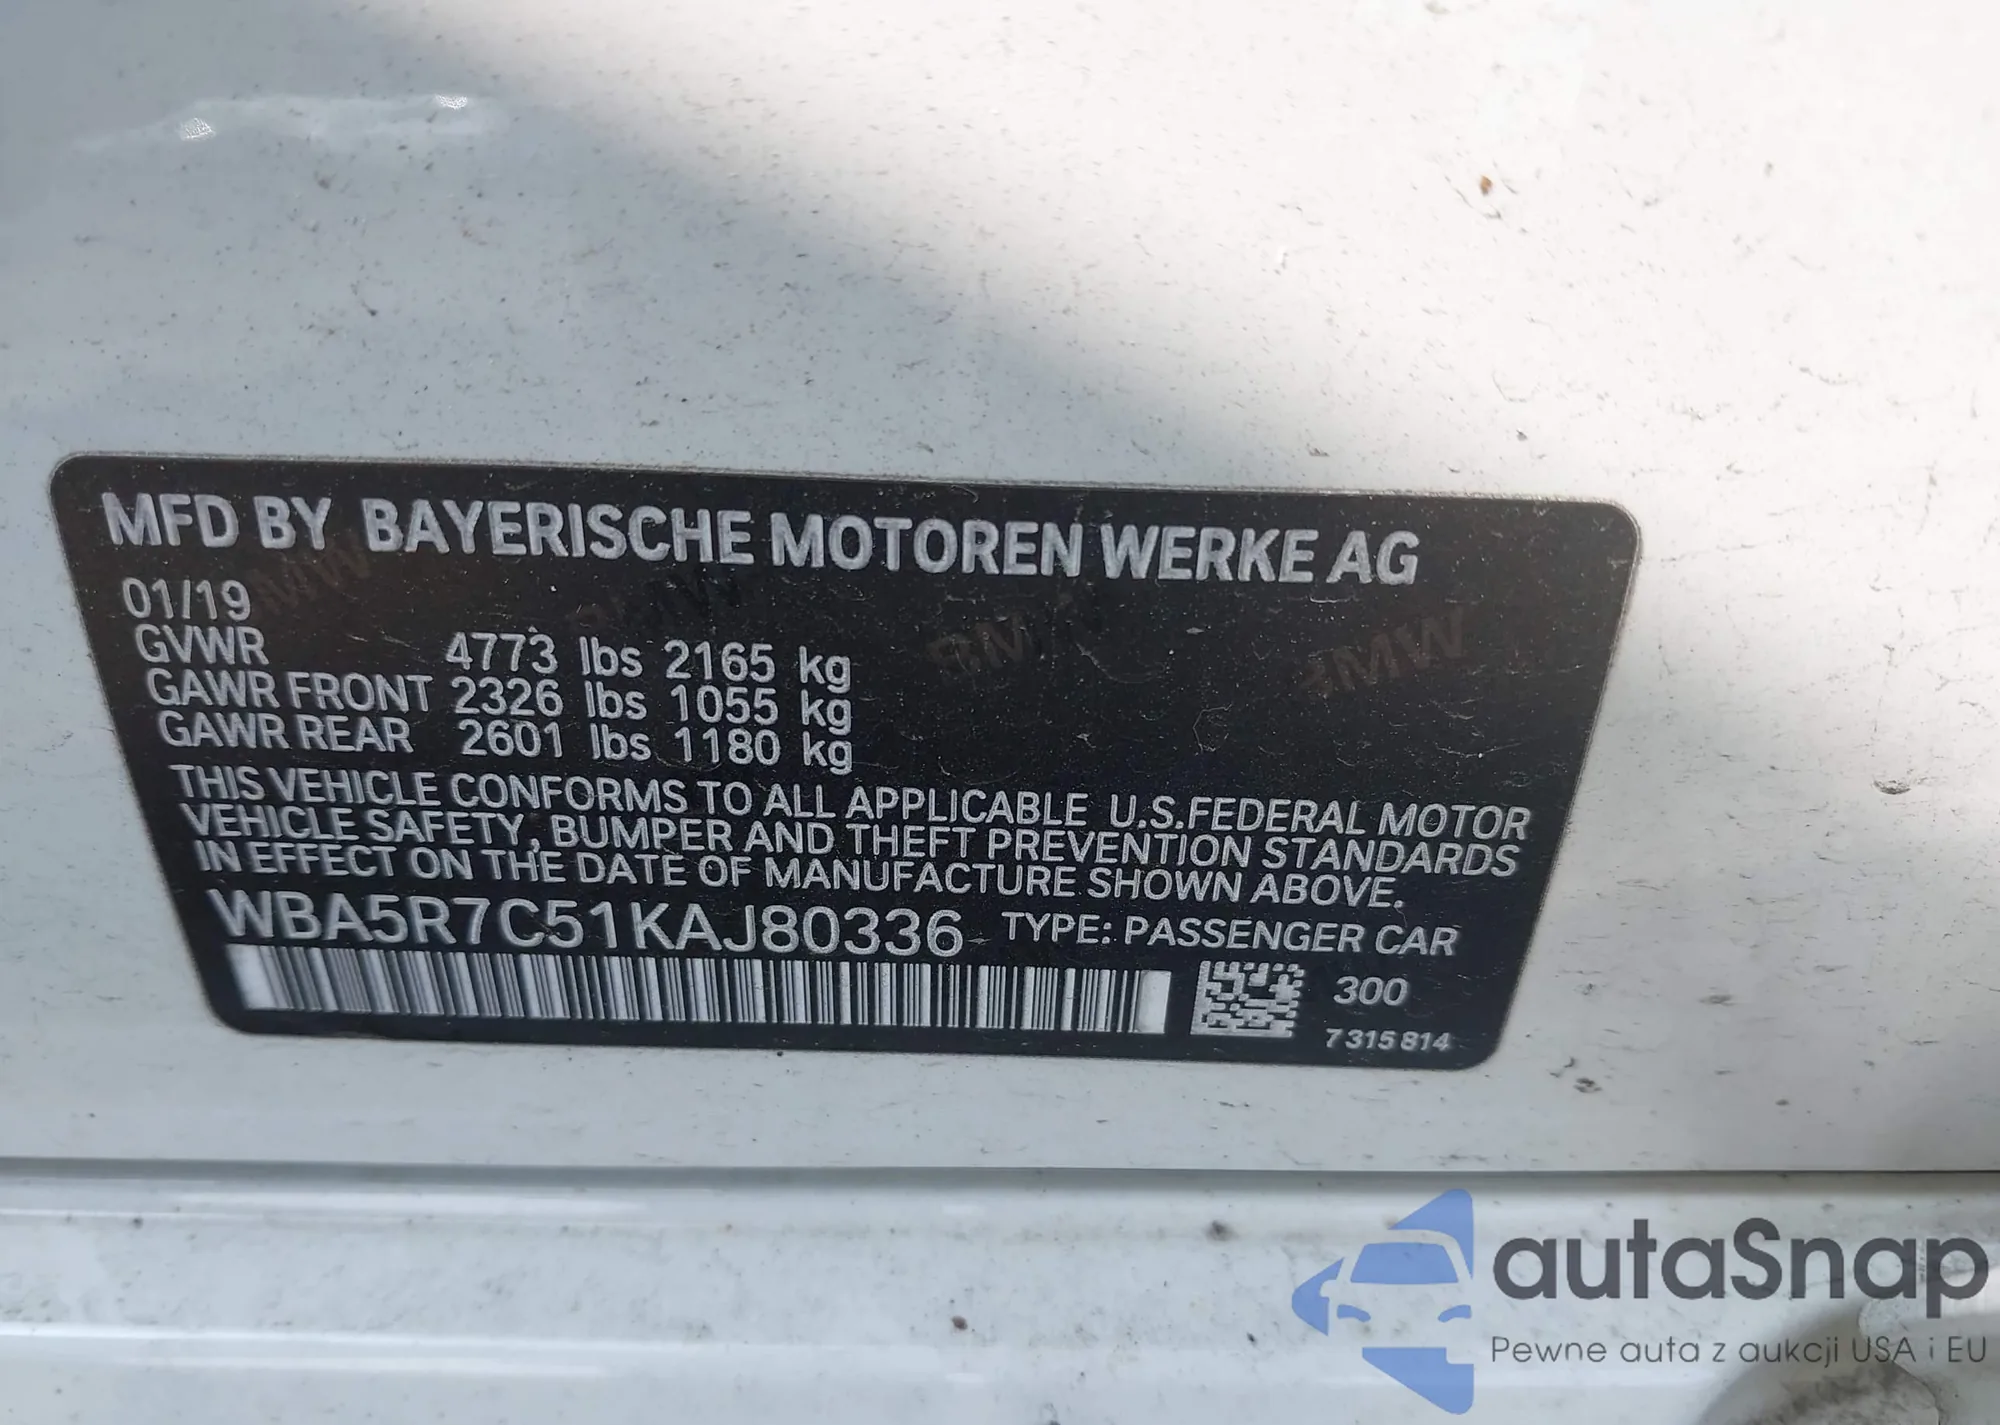 MFD BY BAYERISCHE MOTOREN WERKE AG
01/19
GVWR 4773 lbs 2165 kg
GAWR FRONT 2326 lbs 1055 kg
GAWR REAR 2601 lbs 1180 kg
THIS VEHICLE CONFORMS TO ALL APPLICABLE U.S.FEDERAL MOTOR
VEHICLE SAFETY, BUMPER AND THEFT PREVENTION STANDARDS
IN EFFECT ON THE DATE OF MANUFACTURE SHOWN ABOVE.
WBA5R7C51KAJ80336 TYPE: PASSENGER CAR
300
7315814
autaSnap
Pewne auta z aukcji USA i EU